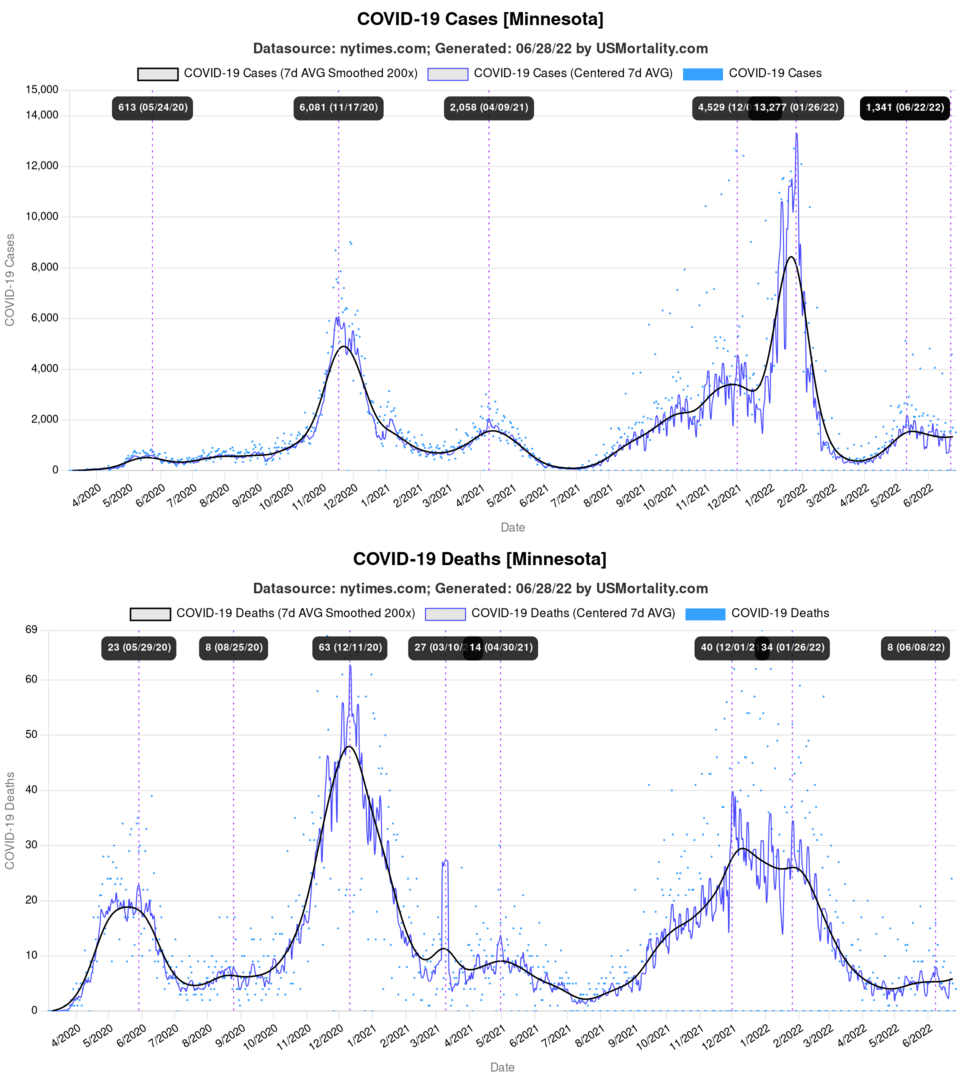 COVID-19 Cases [Minnesota]
Datasource: nytimes.com; Generated: 06/28/22 by USMortality.com
COVID-19 Cases (7d AVG Smoothed 200x) COVID-19 Cases (Centered 7d AVG) COVID-19 Cases
15,000
613 (05/24/20) 6,081 (11/17/20) 2,058 (04/09/21) 4,529 (12/0 13,277 (01/26/22) 1,341 (06/22/22)
14,000
12,000
10,000
8,000
6,000
4,000
2,000
0
COVID-19 Cases
4/2020 5/2020 6/2020 7/2020 8/2020 9/2020 10/2020 11/2020 12/2020 1/2021 2/2021 3/2021 4/2021 5/2021 6/2021 7/2021 8/2021 9/2021 10/2021 11/2021 12/2021 1/2022 2/2022 3/2022 4/2022 5/2022 6/2022
Date
COVID-19 Deaths [Minnesota]
Datasource: nytimes.com; Generated: 06/28/22 by USMortality.com
COVID-19 Deaths (7d AVG Smoothed 200x) COVID-19 Deaths (Centered 7d AVG) COVID-19 Deaths
69
23 (05/29/20) 8 (08/25/20) 63 (12/11/20) 27 (03/10/ 14 (04/30/21) 40 (12/01/2 34 (01/26/22) 8 (06/08/22)
60
50
40
30
20
10
0
COVID-19 Deaths
4/2020 5/2020 6/2020 7/2020 8/2020 9/2020 10/2020 11/2020 12/2020 1/2021 2/2021 3/2021 4/2021 5/2021 6/2021 7/2021 8/2021 9/2021 10/2021 11/2021 12/2021 1/2022 2/2022 3/2022 4/2022 5/2022 6/2022
Date